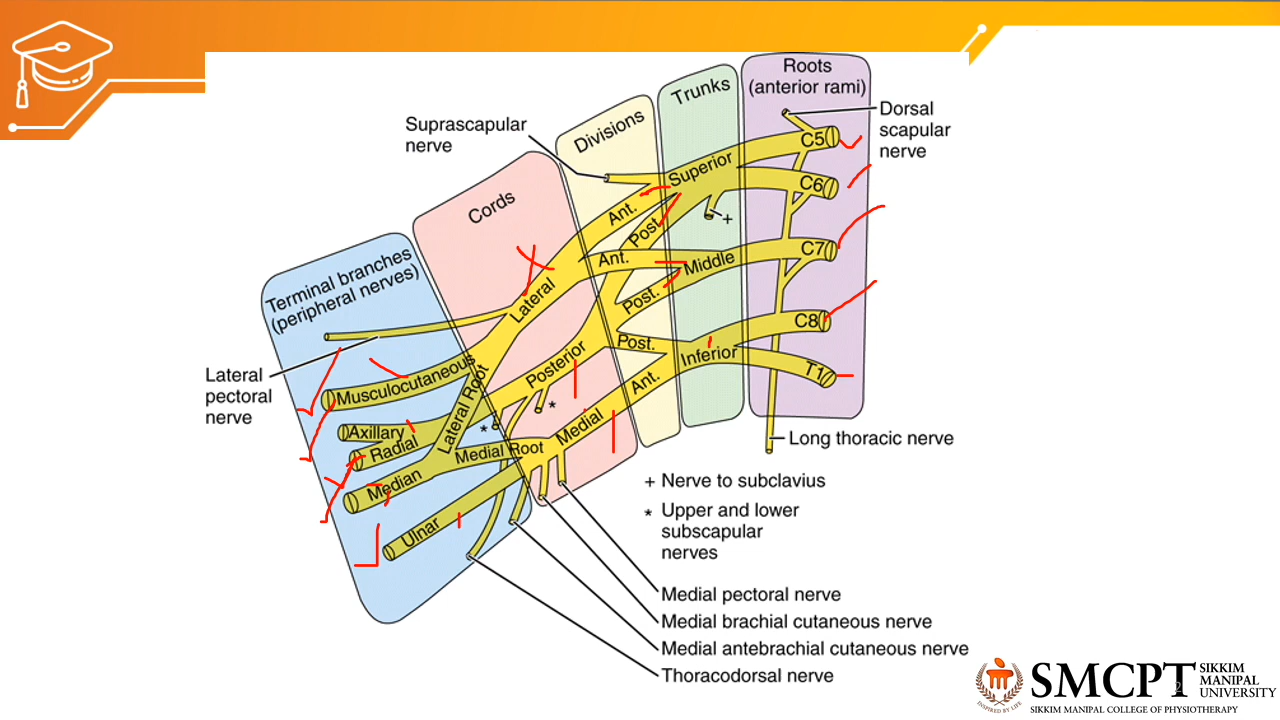 Roots
(anterior rami)
Trunks
Divisions
Cords
Terminal branches
(peripheral nerves)
Suprascapular
nerve
Dorsal
scapular
nerve
C5
C6
C7
C8
T1
Superior
Middle
Inferior
+
Ant.
Post.
Ant.
Post.
Post.
Ant.
Lateral
Posterior
Medial
*
*
Lateral Root
Medial Root
Musculocutaneous
Axillary
Radial
Median
Ulnar
Lateral
pectoral
nerve
Long thoracic nerve
+ Nerve to subclavius
* Upper and lower
subscapular
nerves
Medial pectoral nerve
Medial brachial cutaneous nerve
Medial antebrachial cutaneous nerve
Thoracodorsal nerve
INSPIRED BY LIFE
SMCPT
SIKKIM
MANIPAL
UNIVERSITY
SIKKIM MANIPAL COLLEGE OF PHYSIOTHERAPY